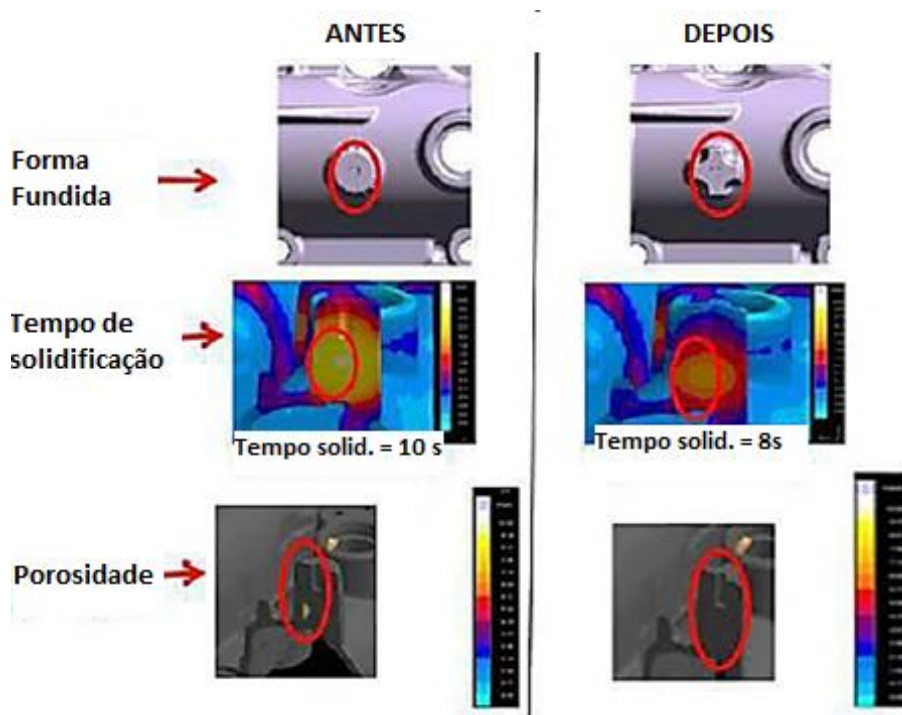 ANTES
DEPOIS
Forma
Fundida
Tempo de
solidificação
Tempo solid. = 10 s
Tempo solid. = 8s
Porosidade